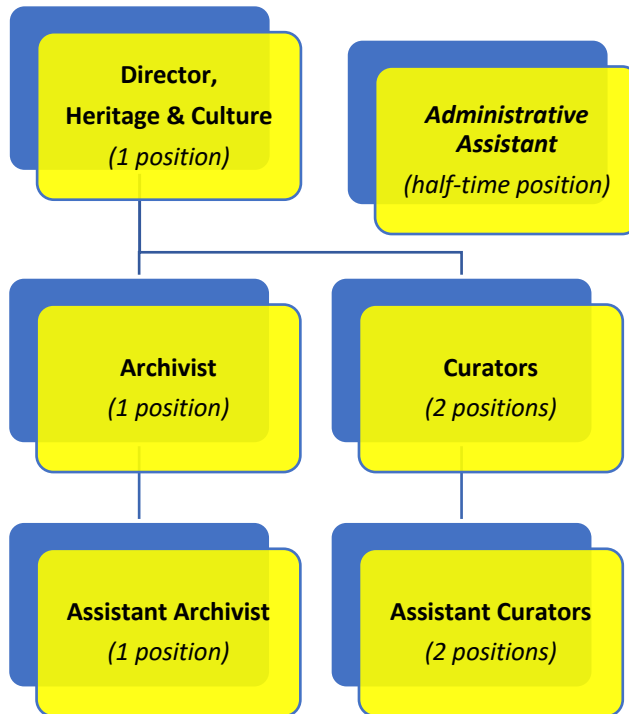 Director,
Heritage & Culture
(1 position)
Administrative
Assistant
(half-time position)
Archivist
(1 position)
Curators
(2 positions)
Assistant Archivist
(1 position)
Assistant Curators
(2 positions)